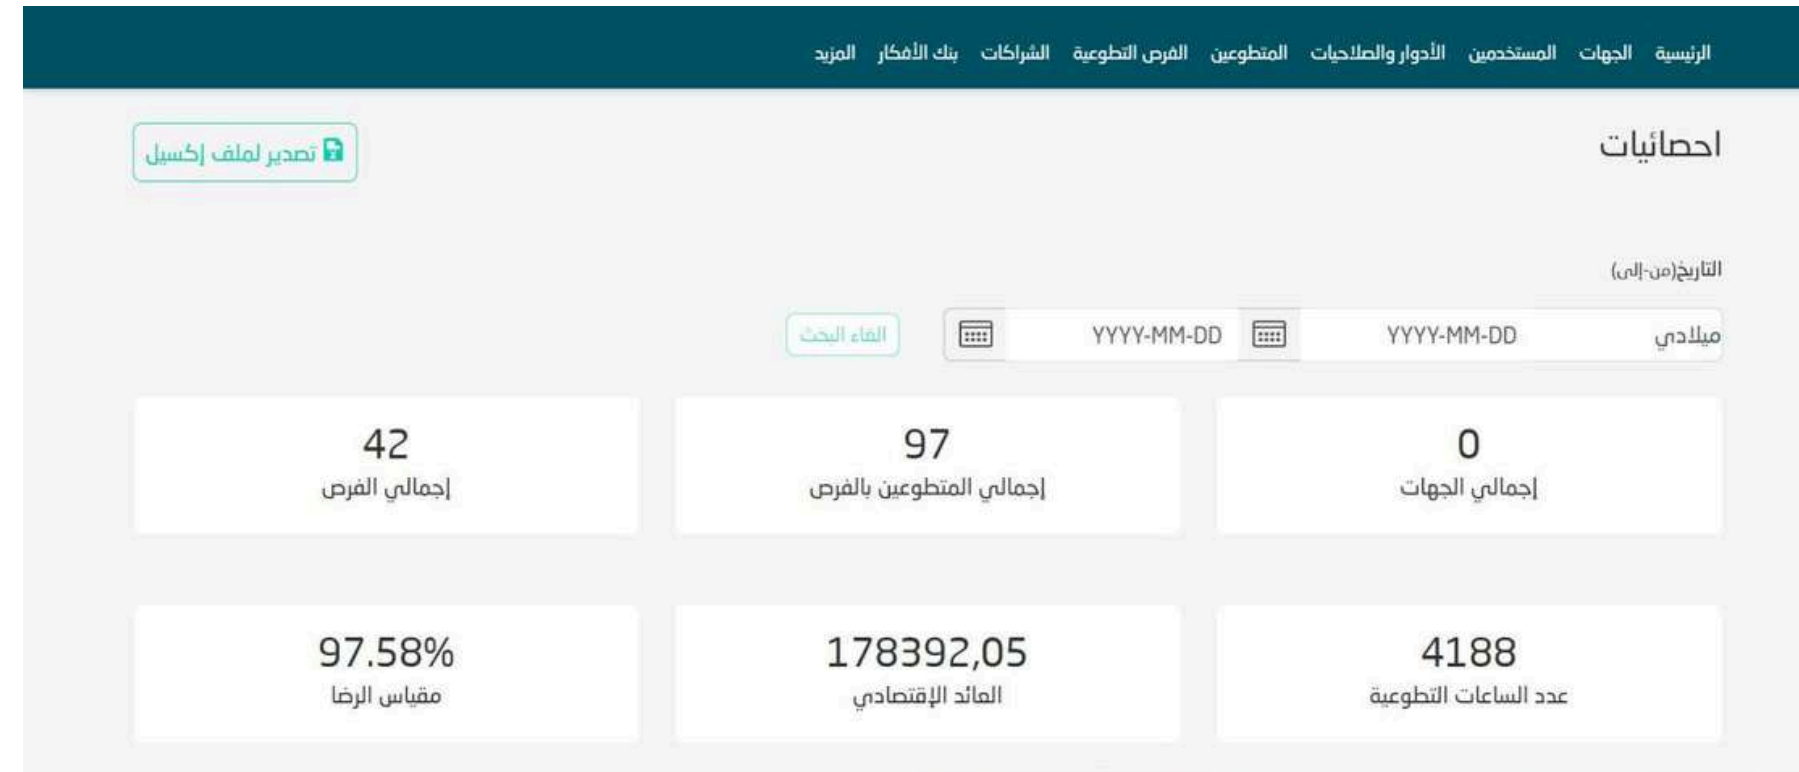 الرئيسية الجهات المستخدمين الأدوار والصلاحيات المتطوعين الفرص التطوعية الشراكات بنك الأفكار المزيد
احصائيات
تصدير لملف إكسيل
التاريخ(من-إلى)
ميلادي YYYY-MM-DD YYYY-MM-DD الغاء البحث
0 97 42
إجمالي الجهات إجمالي المتطوعين بالفرص إجمالي الفرص
4188 178392,05 97.58%
عدد الساعات التطوعية العائد الإقتصادي مقياس الرضا